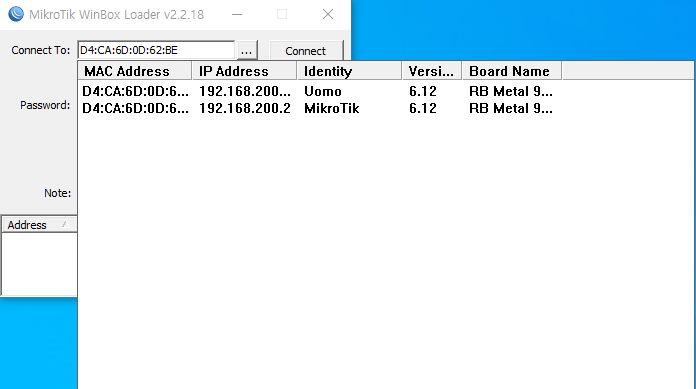 MikroTik WinBox Loader v2.2.18
Connect To: D4:CA:6D:0D:62:BE ... Connect
MAC Address IP Address Identity Versi... Board Name
D4:CA:6D:0D:6... 192.168.200... Uomo 6.12 RB Metal 9...
D4:CA:6D:0D:6... 192.168.200.2 MikroTik 6.12 RB Metal 9...
Password:
Note:
Address